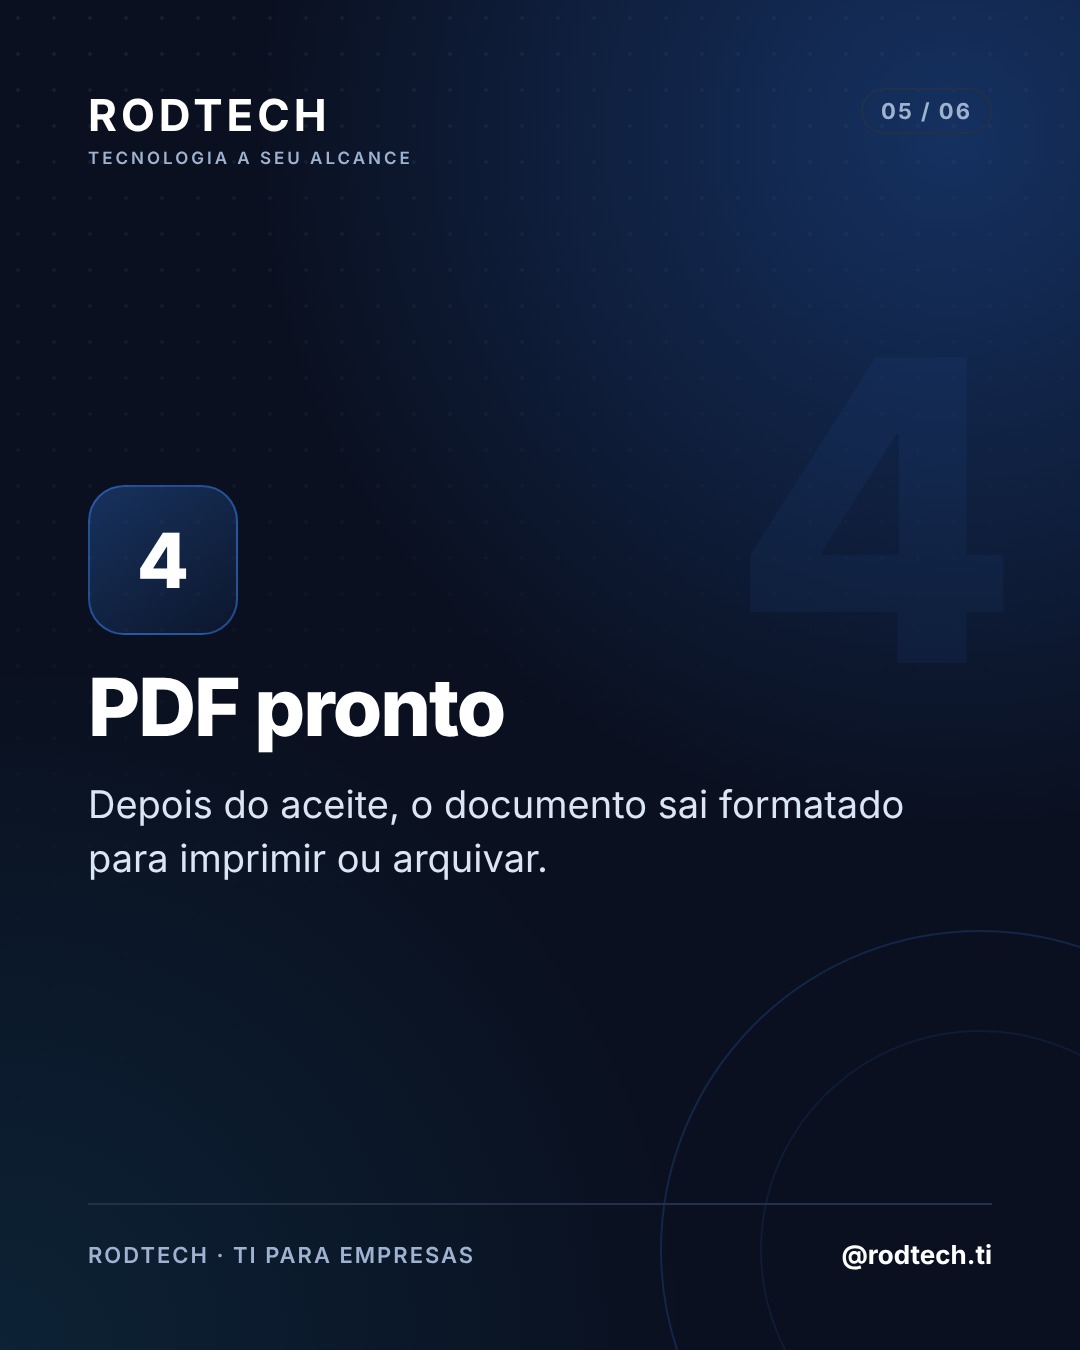 RODTECH
TECNOLOGIA A SEU ALCANCE
05 / 06
4
4
PDF pronto
Depois do aceite, o documento sai formatado
para imprimir ou arquivar.
RODTECH · TI PARA EMPRESAS
@rodtech.ti